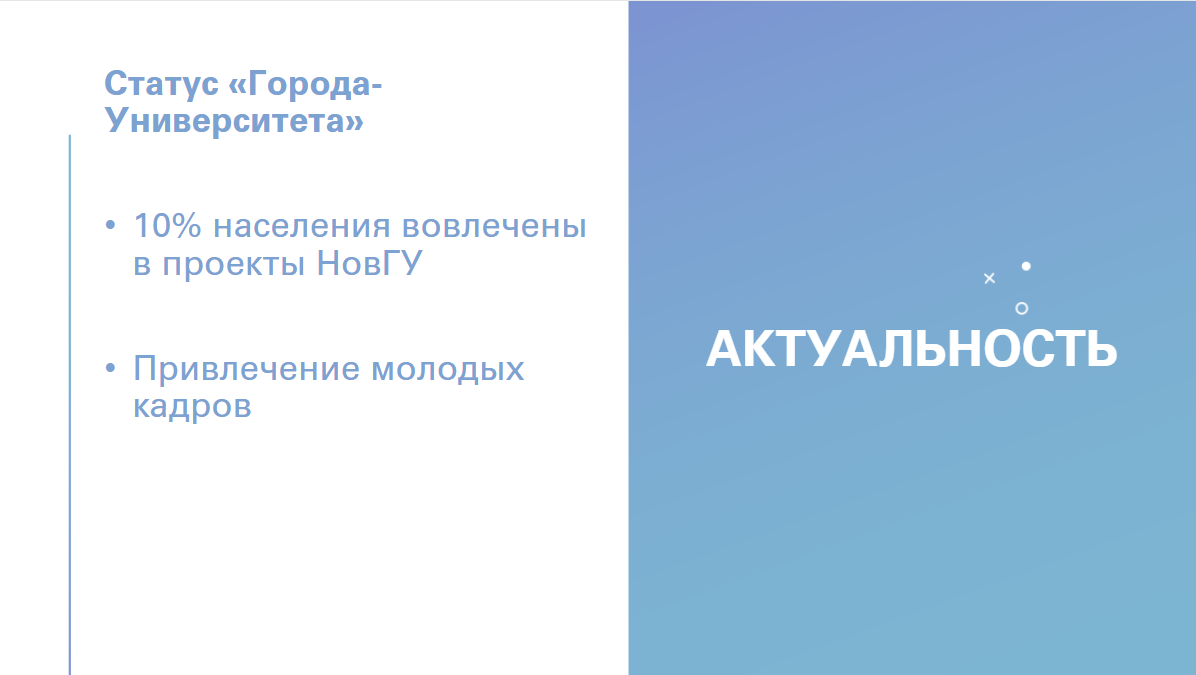 Статус «Города-
Университета»
• 10% населения вовлечены
в проекты НовГУ
• Привлечение молодых
кадров
АКТУАЛЬНОСТЬ